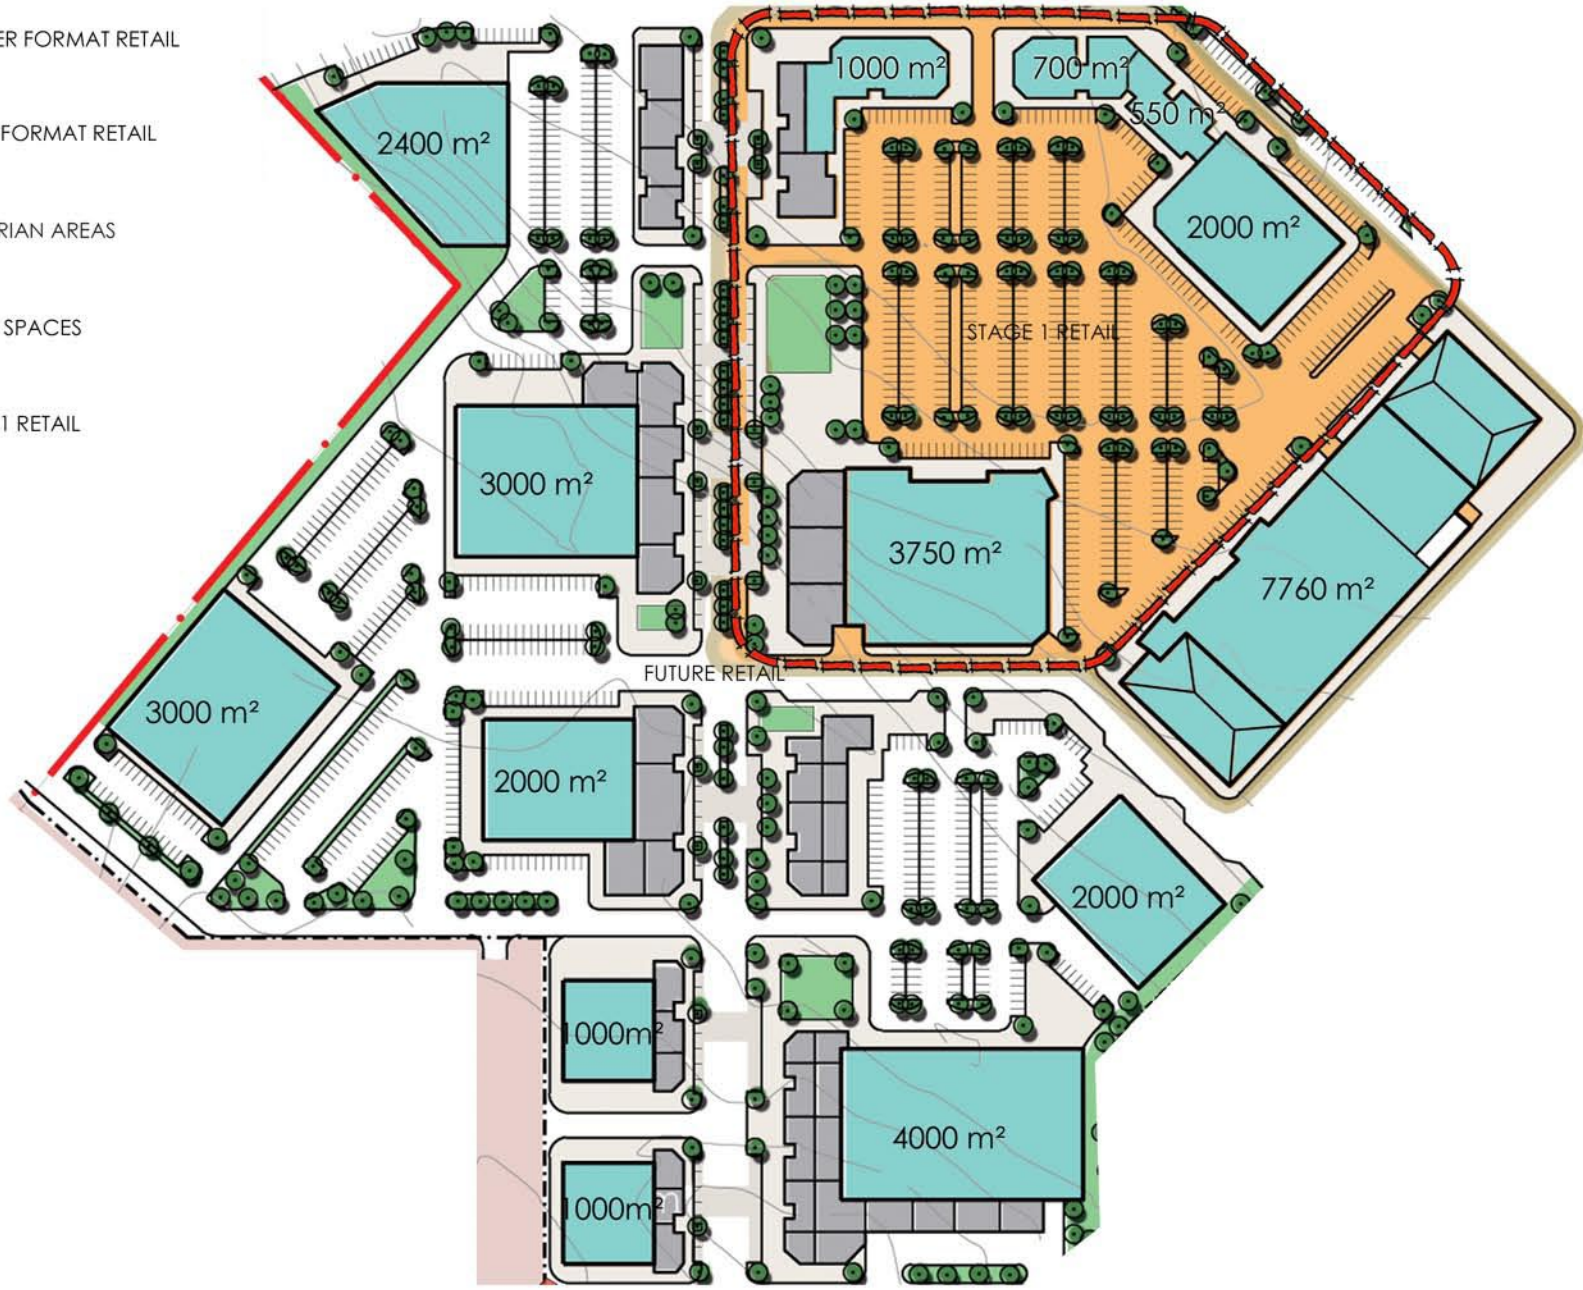 ER FORMAT RETAIL
FORMAT RETAIL
RIAN AREAS
SPACES
1 RETAIL
2400 m²
1000 m²
700 m²
550 m²
2000 m²
STAGE 1 RETAIL
3000 m²
3750 m²
7760 m²
FUTURE RETAIL
3000 m²
2000 m²
2000 m²
1000m²
4000 m²
1000m²